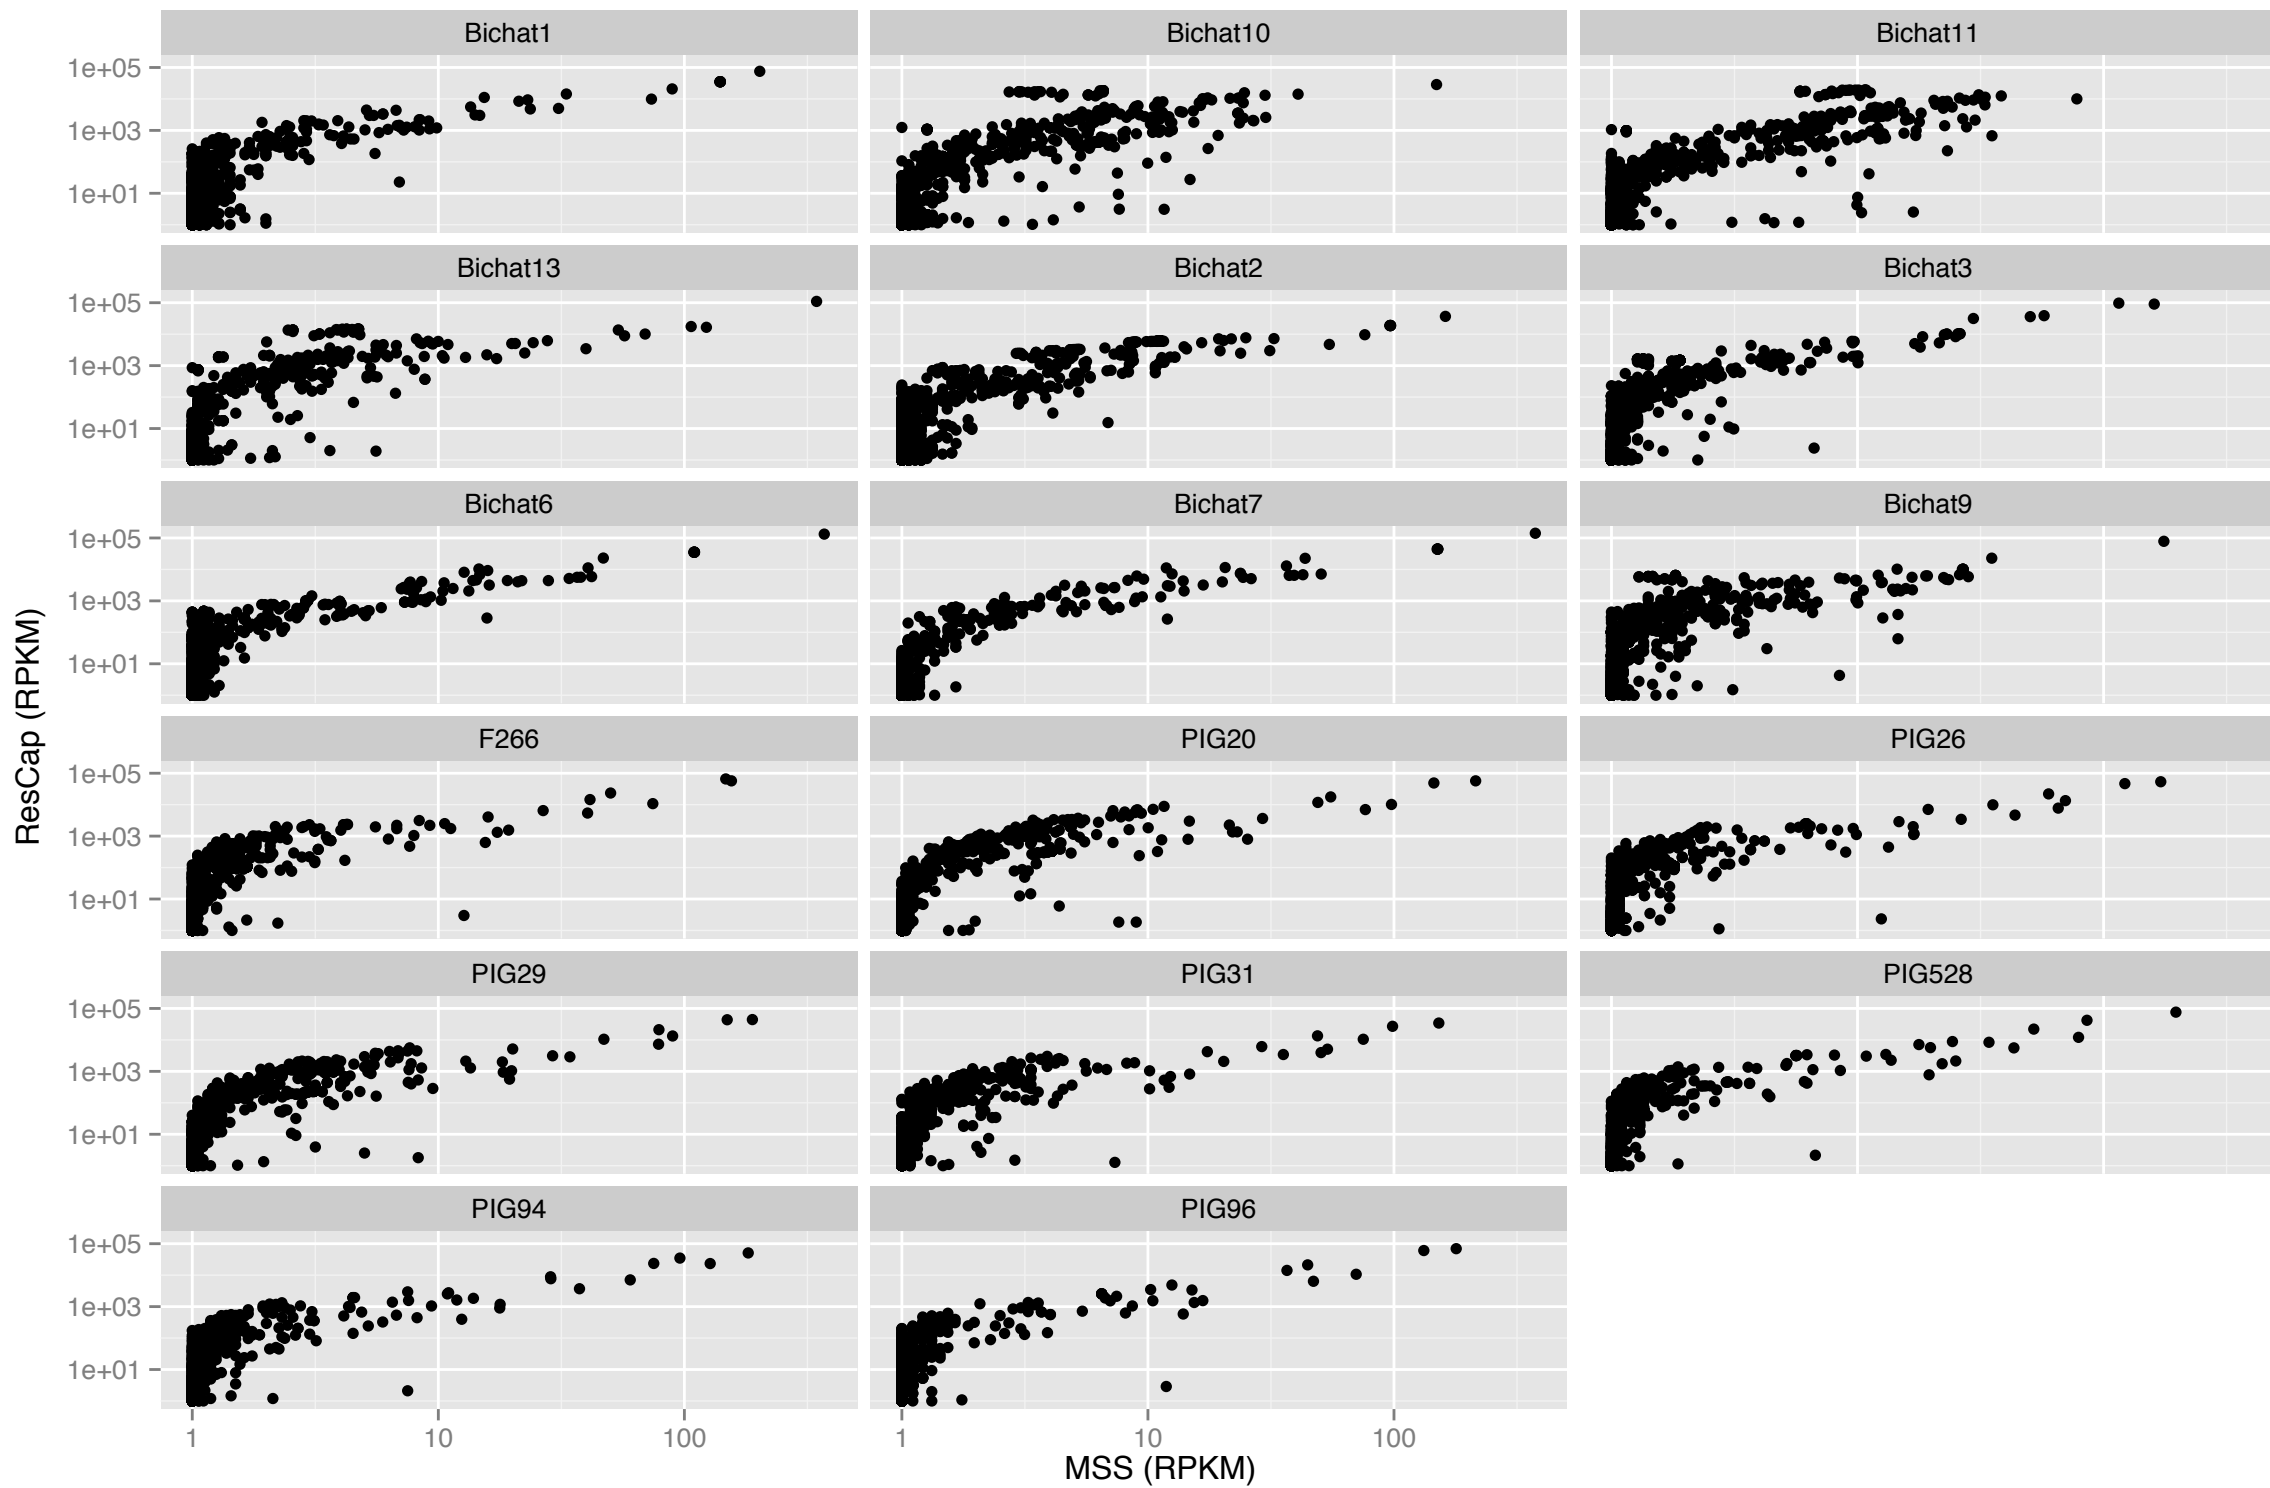 Bichat1 Bichat10 Bichat11
1e+05
1e+03
1e+01
Bichat13 Bichat2 Bichat3
1e+05
1e+03
1e+01
Bichat6 Bichat7 Bichat9
1e+05
1e+03
1e+01
F266 PIG20 PIG26
1e+05
1e+03
1e+01
PIG29 PIG31 PIG528
1e+05
1e+03
1e+01
PIG94 PIG96
1e+05
1e+03
1e+01
1 10 100 1 10 100
ResCap (RPKM)
MSS (RPKM)